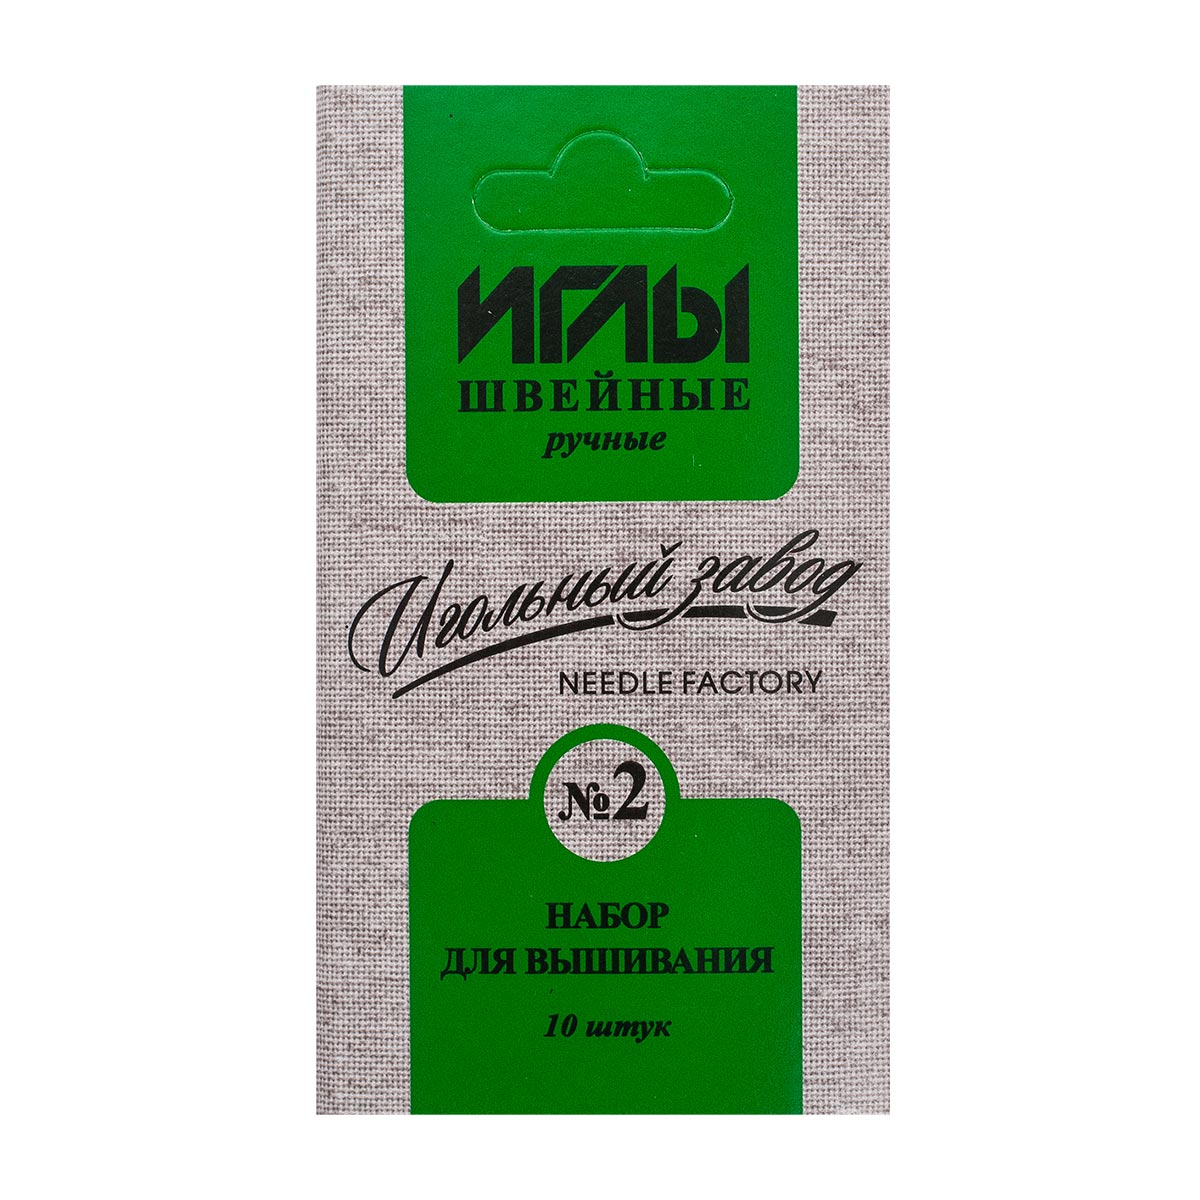 ИГЛЫ
ШВЕЙНЫЕ
ручные
Игольный завод
NEEDLE FACTORY
№2
НАБОР
ДЛЯ ВЫШИВАНИЯ
10 штук